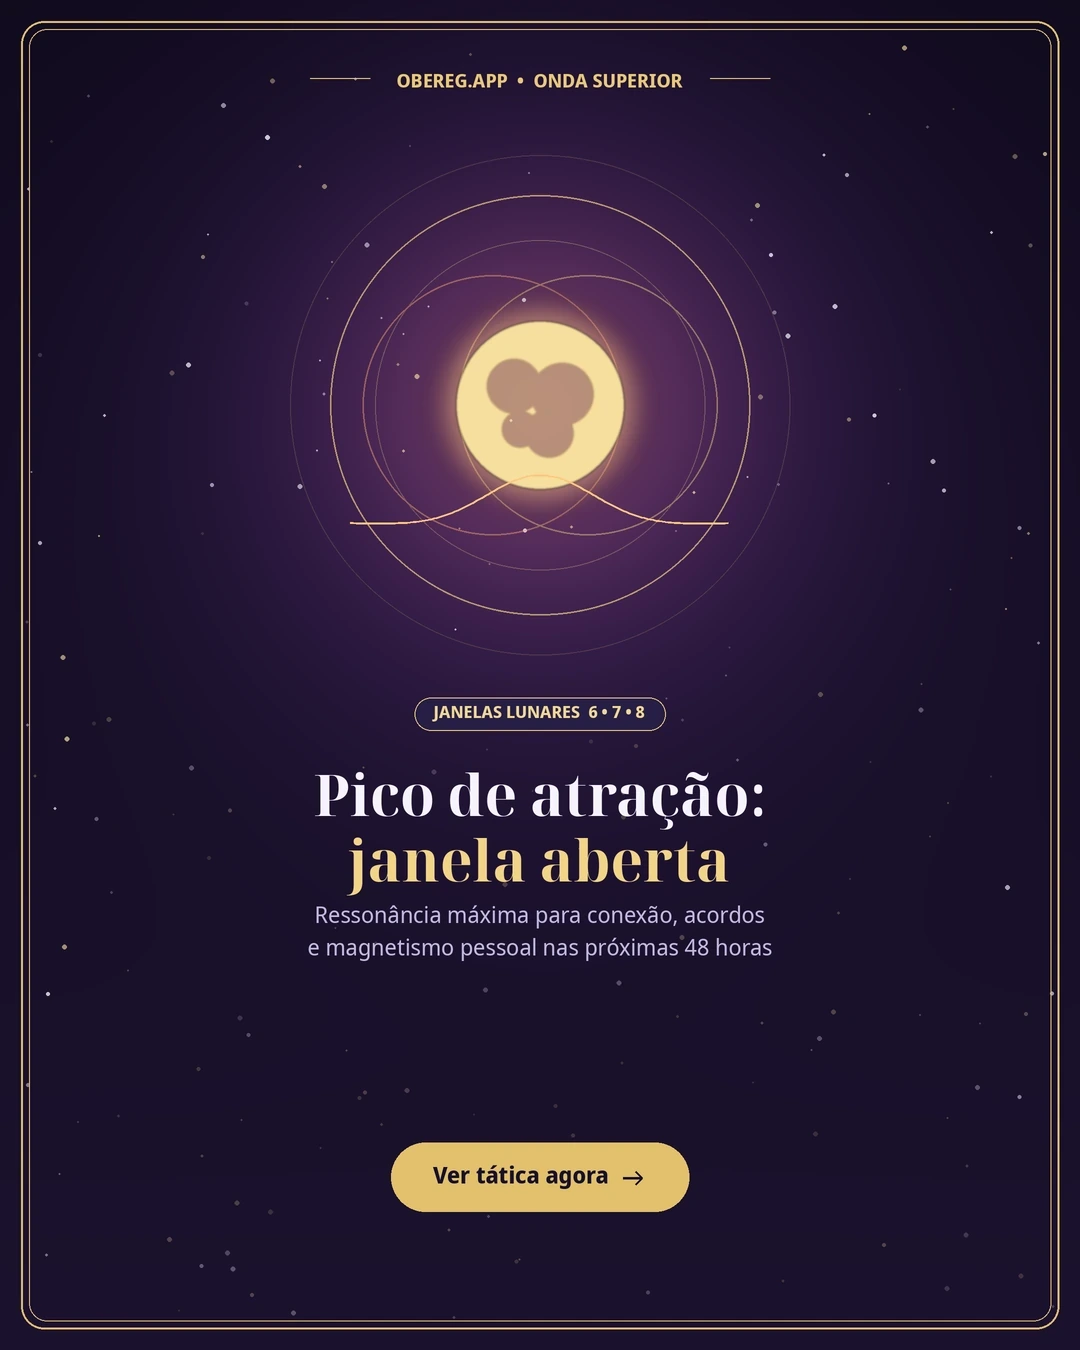 OBEREG.APP • ONDA SUPERIOR
JANELAS LUNARES 6 • 7 • 8
Pico de atração:
janela aberta
Ressonância máxima para conexão, acordos
e magnetismo pessoal nas próximas 48 horas
Ver tática agora →